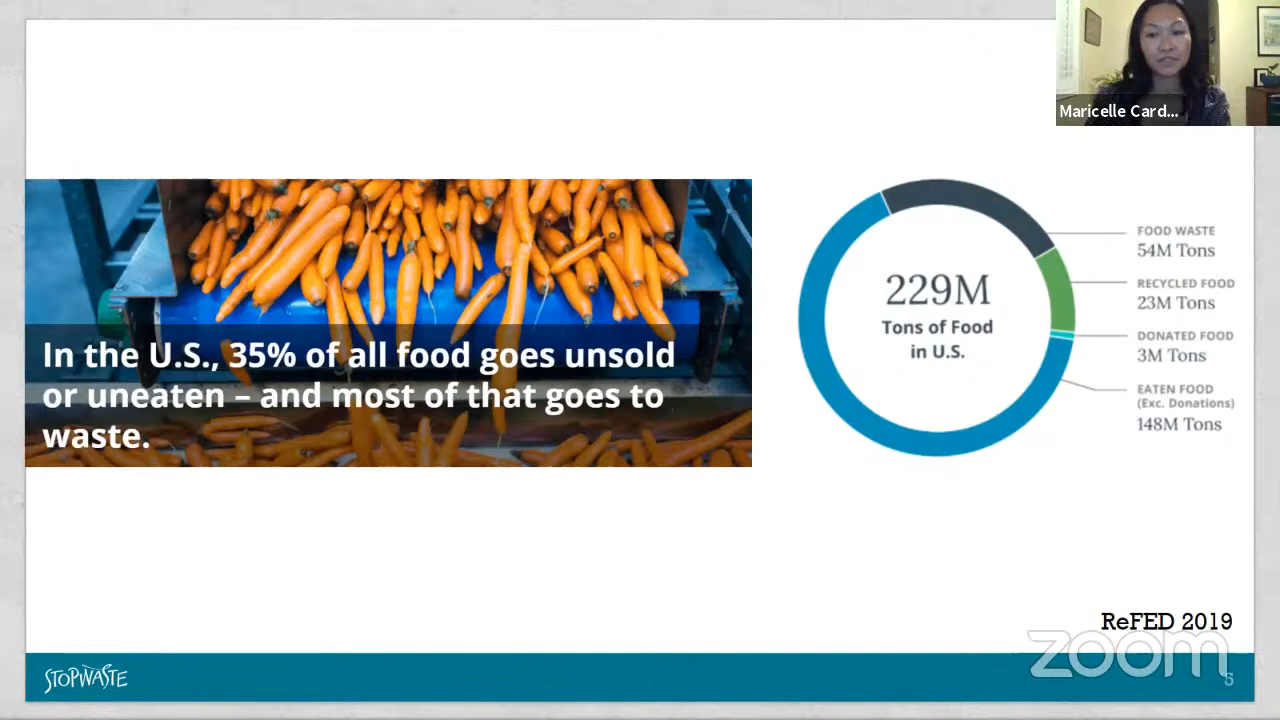 Maricelle Card...
In the U.S., 35% of all food goes unsold
or uneaten – and most of that goes to
waste.
229M
Tons of Food
in U.S.
FOOD WASTE
54M Tons
RECYCLED FOOD
23M Tons
DONATED FOOD
3M Tons
EATEN FOOD
(Exc. Donations)
148M Tons
ReFED 2019
zoom
STOPWASTE